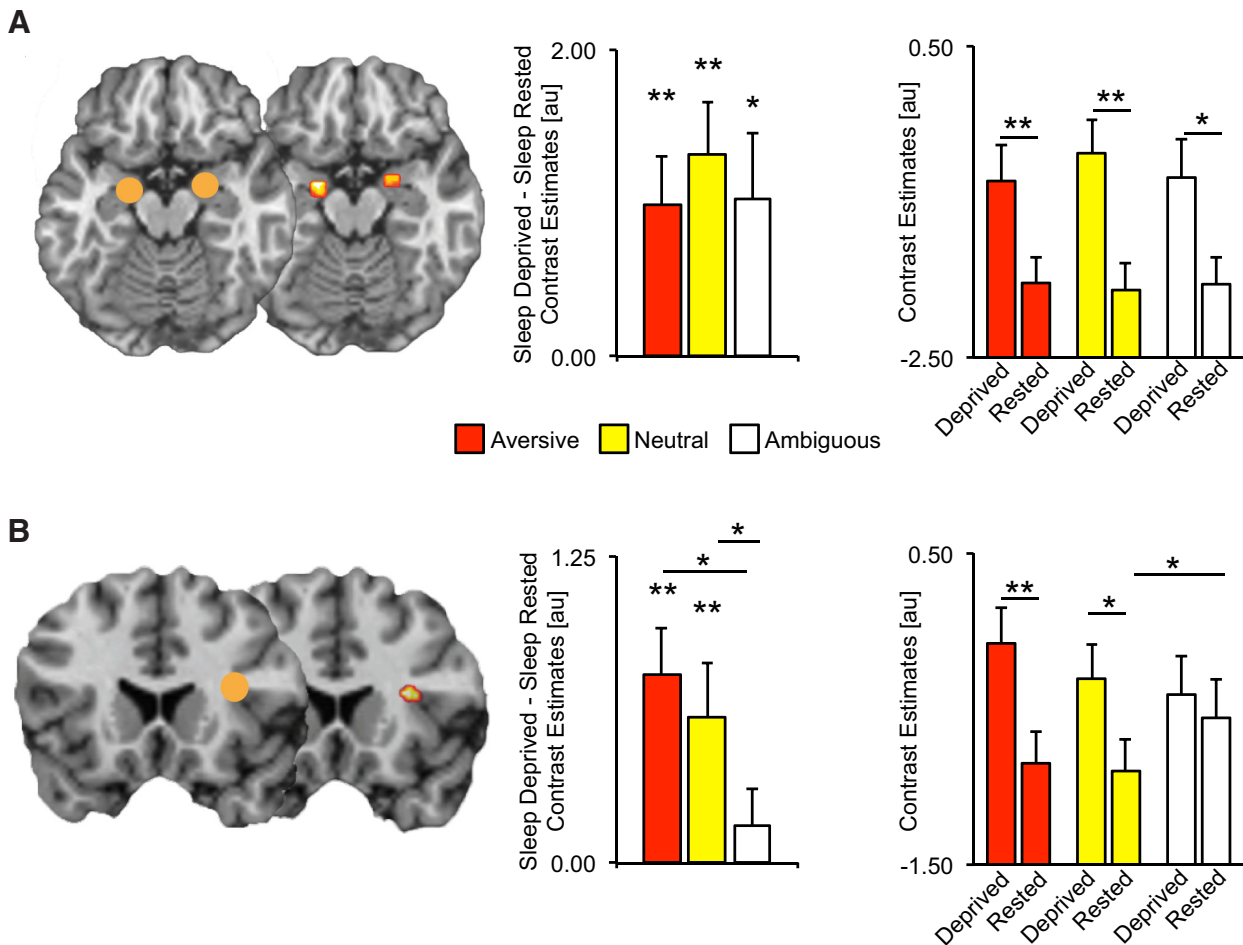 A
Sleep Deprived - Sleep Rested
Contrast Estimates [au]
2.00
0.00
**
**
*
Contrast Estimates [au]
0.50
-2.50
**
**
*
Deprived
Rested
Deprived
Rested
Deprived
Rested
Aversive Neutral Ambiguous
B
Sleep Deprived - Sleep Rested
Contrast Estimates [au]
1.25
0.00
*
*
**
**
Contrast Estimates [au]
0.50
-1.50
*
**
*
Deprived
Rested
Deprived
Rested
Deprived
Rested